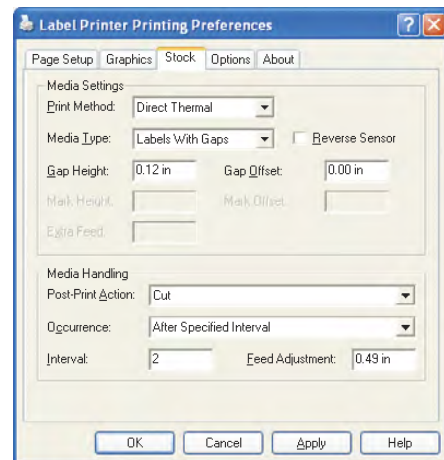 Label Printer Printing Preferences
Page Setup Graphics Stock Options About
Media Settings
Print Method: Direct Thermal
Media Type: Labels With Gaps Reverse Sensor
Gap Height: 0.12 in Gap Offset: 0.00 in
Mark Height: Mark Offset:
Extra Feed:
Media Handling
Post-Print Action: Cut
Occurrence: After Specified Interval
Interval: 2 Feed Adjustment: 0.49 in
OK Cancel Apply Help